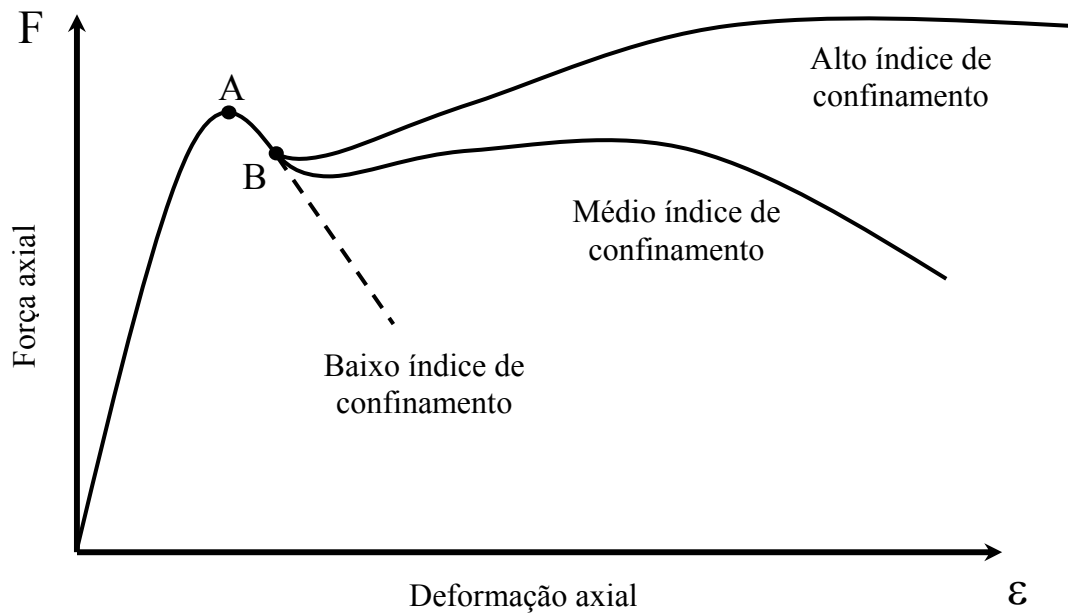 F
A
B
Alto índice de
confinamento
Médio índice de
confinamento
Baixo índice de
confinamento
Força axial
Deformação axial
ε